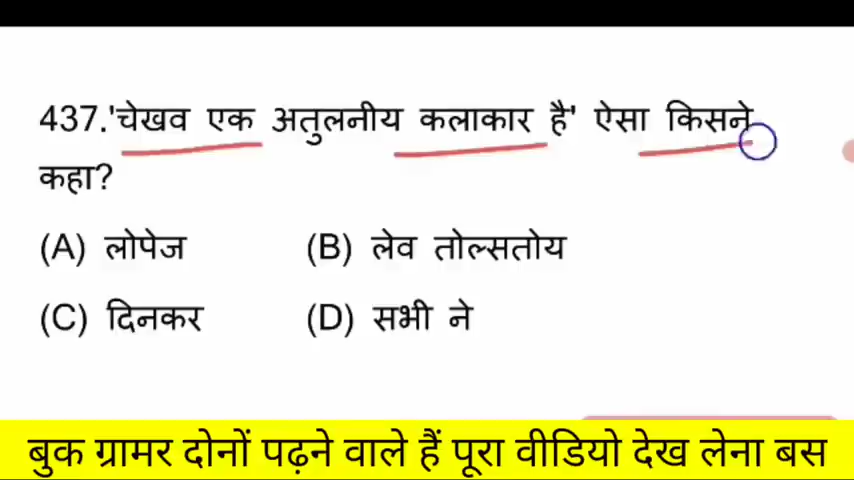 437.'चेखव एक अतुलनीय कलाकार है' ऐसा किसने
कहा?
(A) लोपेज (B) लेव तोल्सतोय
(C) दिनकर (D) सभी ने
बुक ग्रामर दोनों पढ़ने वाले हैं पूरा वीडियो देख लेना बस